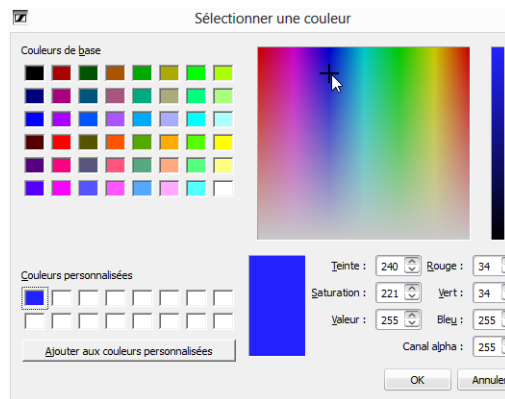 Sélectionner une couleur
Couleurs de base
Teinte : 240 Rouge : 34
Saturation : 221 Vert : 34
Valeur : 255 Bleu : 255
Canal alpha : 255
Couleurs personnalisées
Ajouter aux couleurs personnalisées
OK Annuler